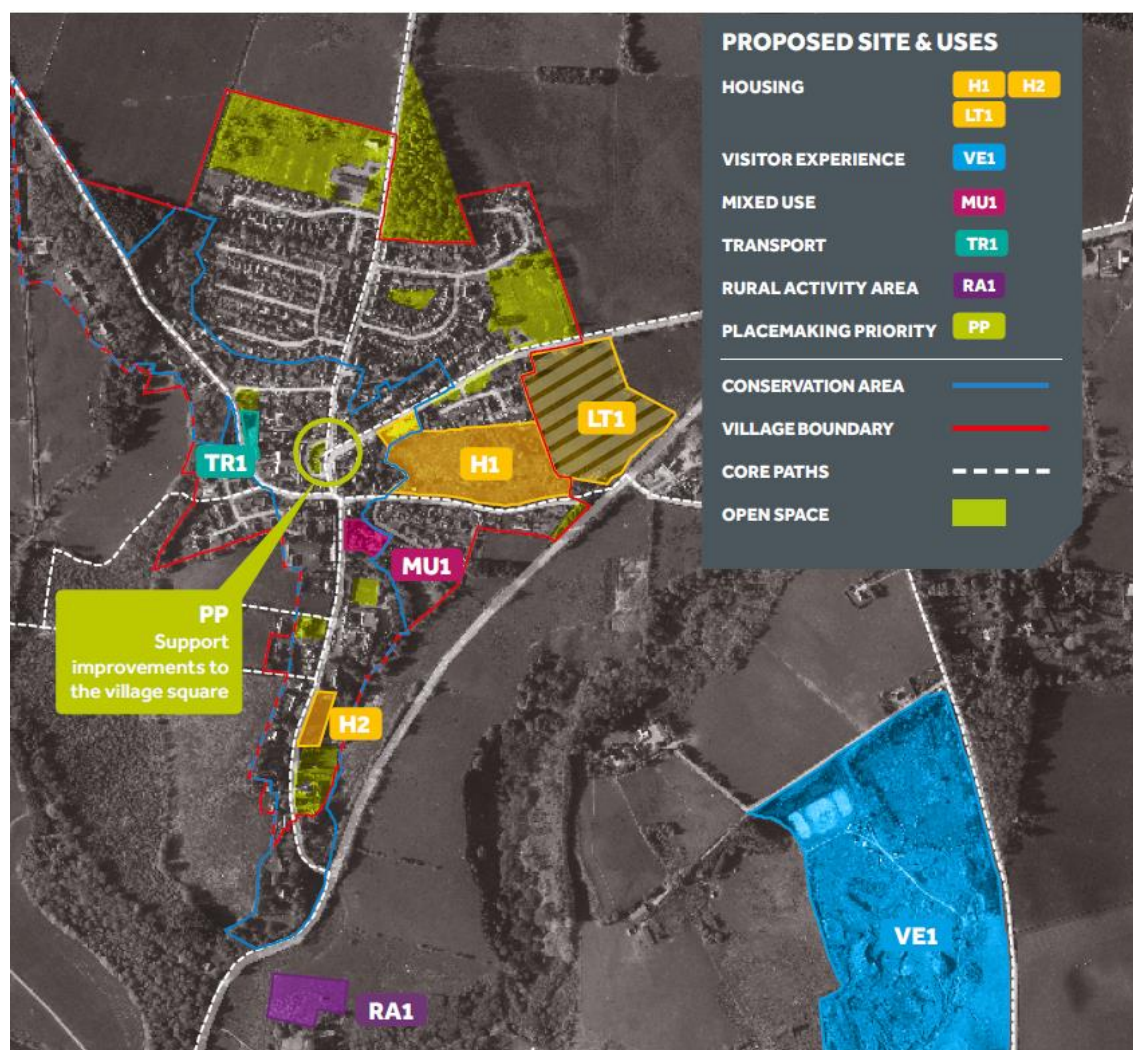 PROPOSED SITE & USES
HOUSING
H1 H2
LT1
VISITOR EXPERIENCE
VE1
MIXED USE
MU1
TRANSPORT
TR1
RURAL ACTIVITY AREA
RA1
PLACEMAKING PRIORITY
PP
CONSERVATION AREA
VILLAGE BOUNDARY
CORE PATHS
OPEN SPACE
LT1
H1
TR1
MU1
PP
Support
improvements to
the village square
H2
VE1
RA1